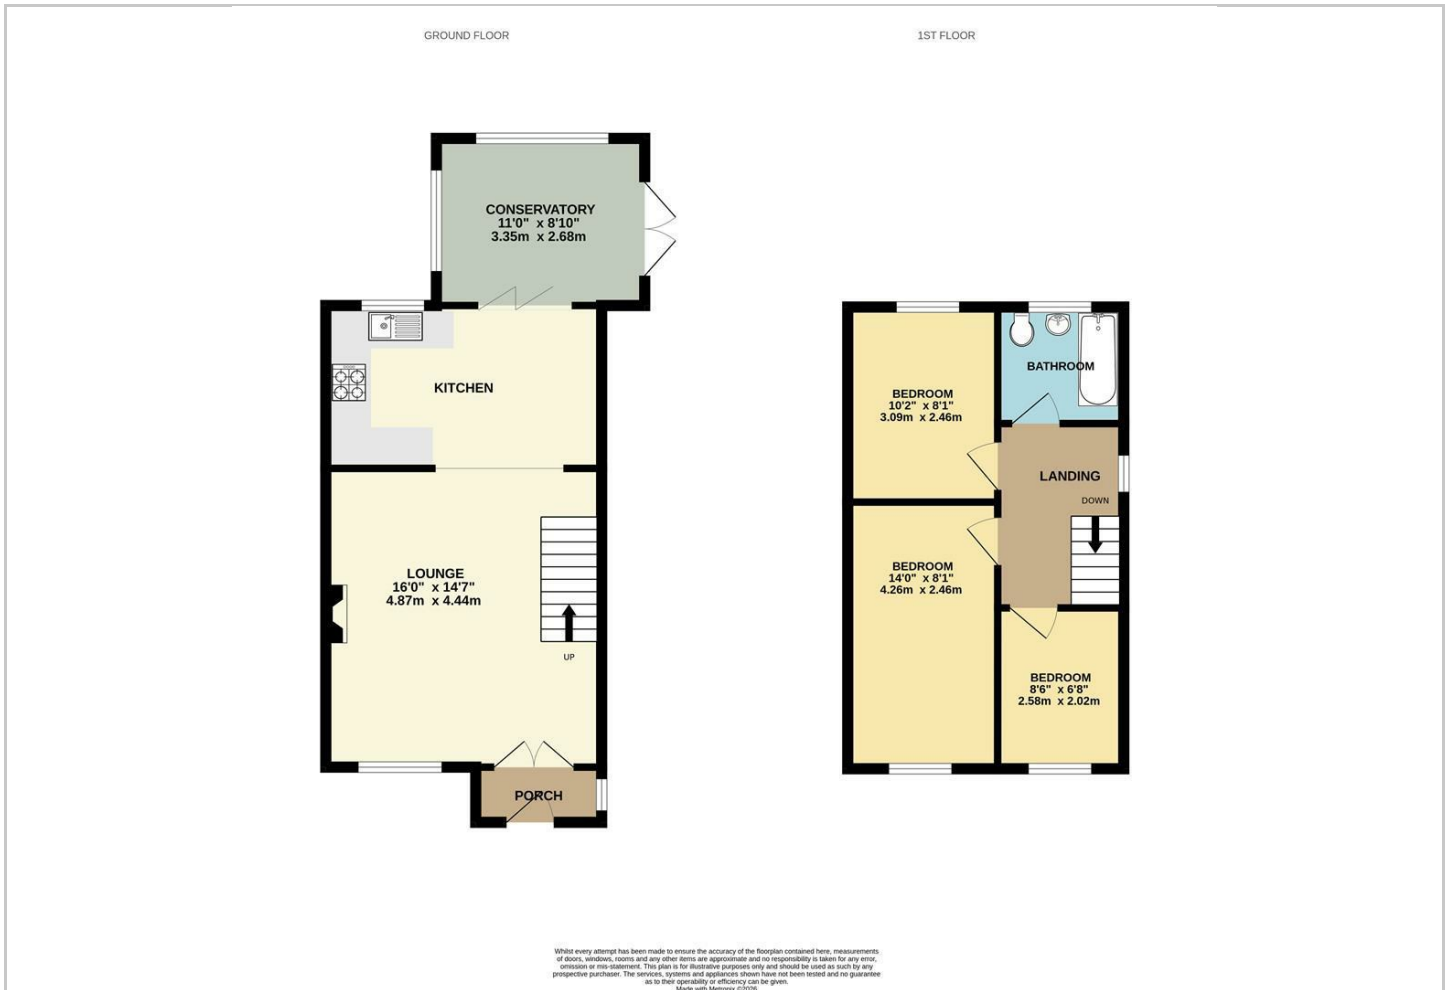 GROUND FLOOR
1ST FLOOR
CONSERVATORY
11'0" x 8'10"
3.35m x 2.68m
KITCHEN
LOUNGE
16'0" x 14'7"
4.87m x 4.44m
UP
PORCH
BEDROOM
10'2" x 8'1"
3.09m x 2.46m
BATHROOM
LANDING
DOWN
BEDROOM
14'0" x 8'1"
4.26m x 2.46m
BEDROOM
8'6" x 6'8"
2.58m x 2.02m
Whilst every attempt has been made to ensure the accuracy of the floorplan contained here, measurements
of doors, windows, rooms and any other items are approximate and no responsibility is taken for any error,
omission or mis-statement. This plan is for illustrative purposes only and should be used as such by any
prospective purchaser. The services, systems and appliances shown have not been tested and no guarantee
as to their operability or efficiency can be given.
Made with Metropix ©2026